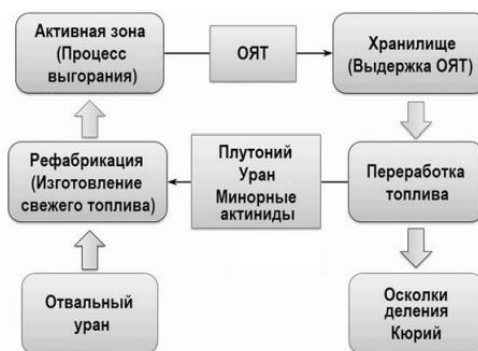 Активная зона
(Процесс
выгорания)
ОЯТ
Хранилище
(Выдержка ОЯТ)
Рефабрикация
(Изготовление
свежего топлива)
Плутоний
Уран
Минорные
актиниды
Переработка
топлива
Отвальный
уран
Осколки
деления
Кюрий